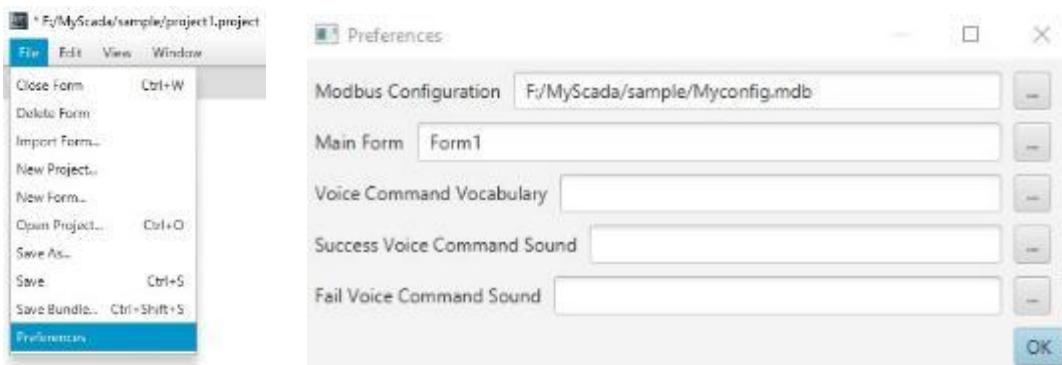 * F:/MyScada/sample/project1.project
File Edit View Window
Close Form Ctrl+W
Delete Form
Import Form...
New Project...
New Form...
Open Project... Ctrl+O
Save As...
Save Ctrl+S
Save Bundle... Ctrl+Shift+S
Preferences
Preferences
Modbus Configuration F:/MyScada/sample/Myconfig.mdb ...
Main Form Form1 ...
Voice Command Vocabulary ...
Success Voice Command Sound ...
Fail Voice Command Sound ...
OK